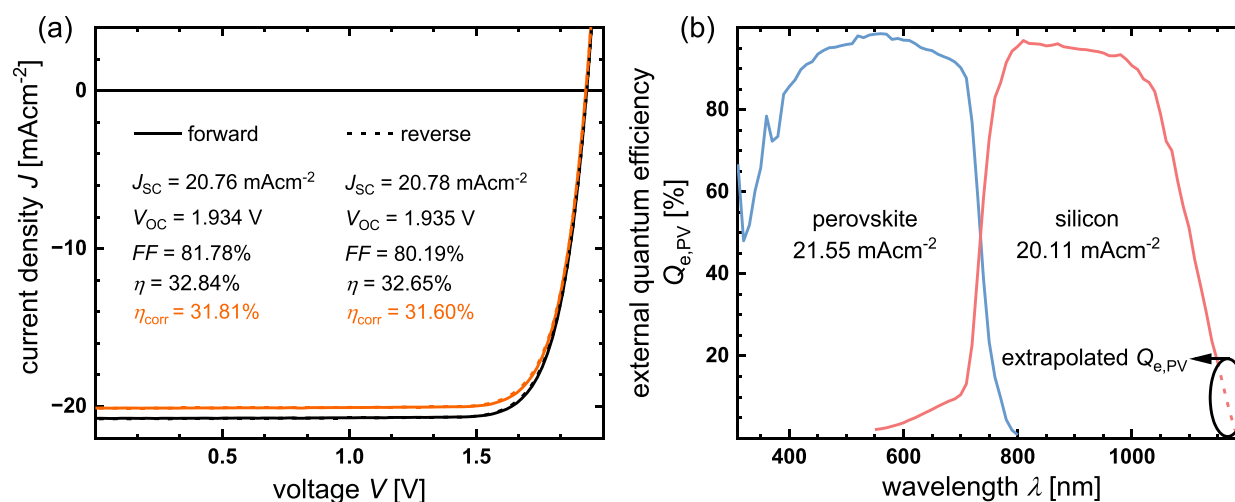 (a)
current density J [mAcm⁻²]
0
−10
−20
forward
reverse
J_SC = 20.76 mAcm⁻²
J_SC = 20.78 mAcm⁻²
V_OC = 1.934 V
V_OC = 1.935 V
FF = 81.78%
FF = 80.19%
η = 32.84%
η = 32.65%
η_corr = 31.81%
η_corr = 31.60%
0.5
1.0
1.5
voltage V [V]
(b)
external quantum efficiency
Q_e,PV [%]
80
60
40
20
perovskite
21.55 mAcm⁻²
silicon
20.11 mAcm⁻²
extrapolated Q_e,PV
400
600
800
1000
wavelength λ [nm]